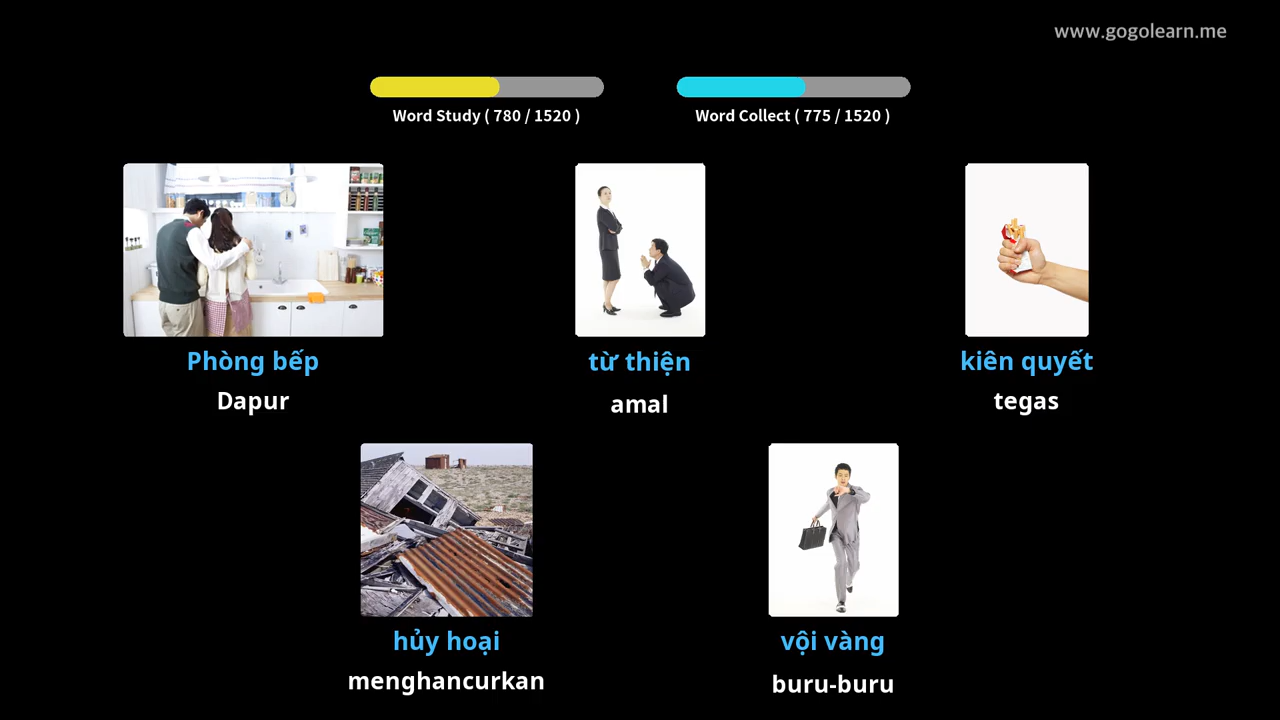 www.gogolearn.me
Word Study ( 780 / 1520 )
Word Collect ( 775 / 1520 )
Phòng bếp
Dapur
từ thiện
amal
kiên quyết
tegas
hủy hoại
menghancurkan
vội vàng
buru-buru